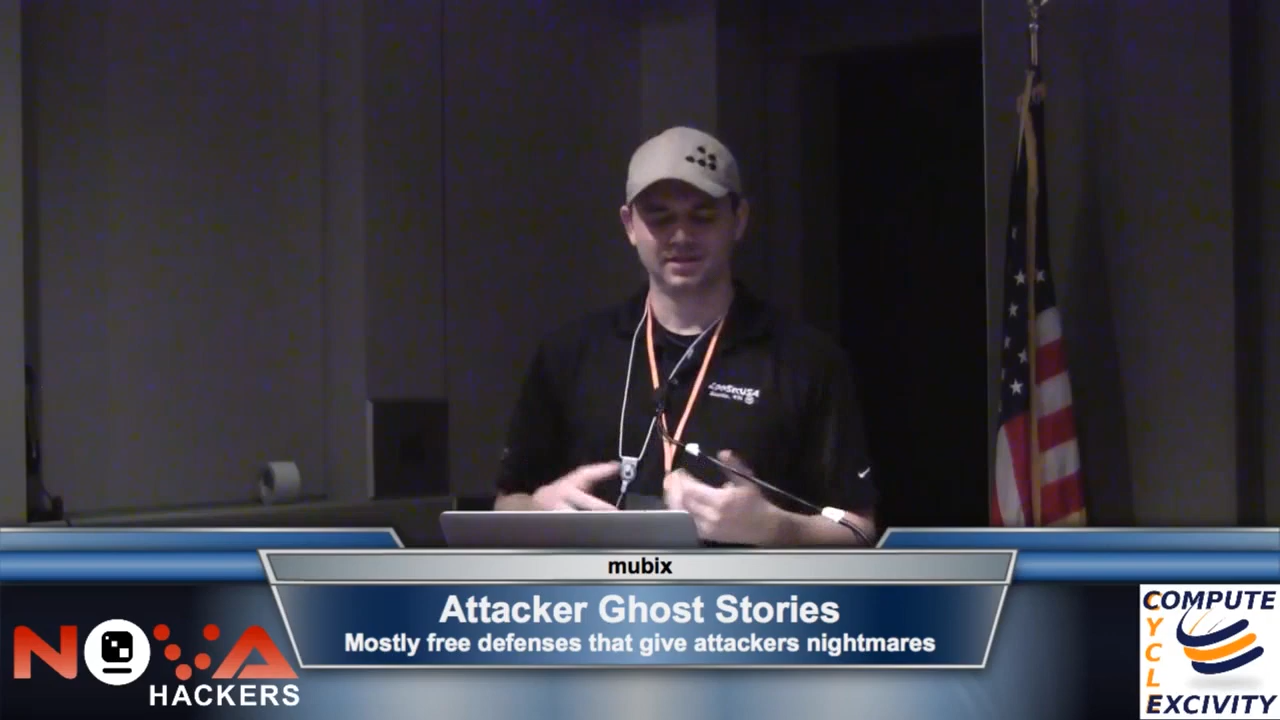 mubix
Attacker Ghost Stories
Mostly free defenses that give attackers nightmares
NOVA
HACKERS
COMPUTE
CYCLE
EXCIVITY